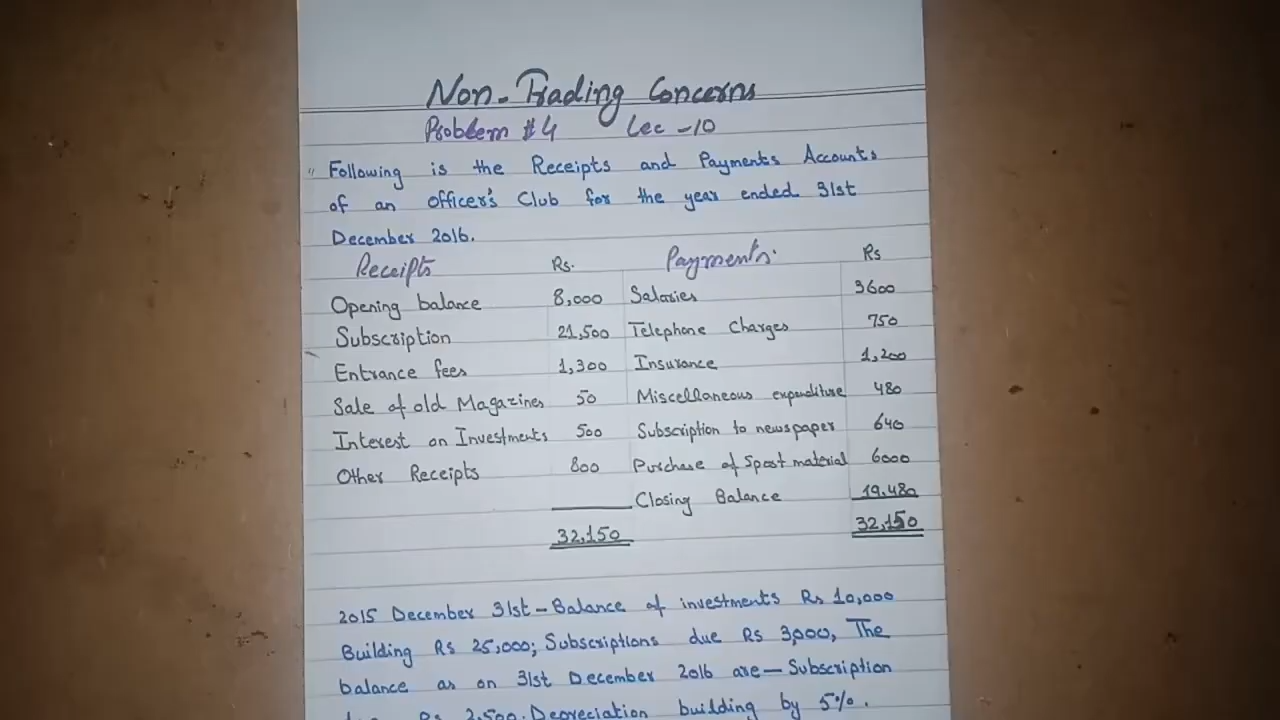 Non-Trading Concerns
Problem #4 Lec -10
" Following is the Receipts and Payments Accounts
of an officer's Club for the year ended 31st
December 2016.
Receipts Rs. Payments. Rs
Opening balance 8,000 Salaries 3600
Subscription 21,500 Telephone Charges 750
Entrance fees 1,300 Insurance 1,200
Sale of old Magazines 50 Miscellaneous expenditure 480
Interest on Investments 500 Subscription to newspaper 640
Other Receipts 800 Purchase of Sport material 6000
Closing Balance 19,480
32,150 32,150
2015 December 31st - Balance of investments Rs 10,000
Building Rs 25,000; Subscriptions due Rs 3,000, The
balance as on 31st December 2016 are - Subscription
Rs 2,500. Depreciation building by 5%.